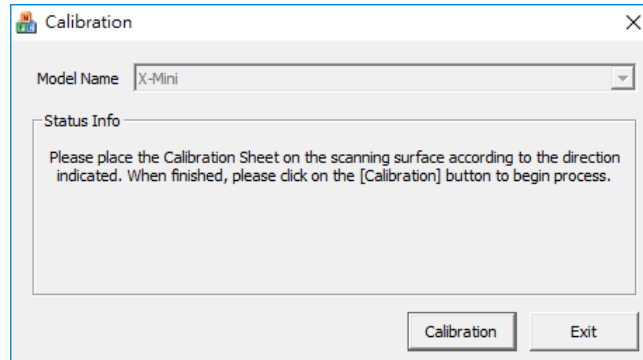 Calibration
Model Name X-Mini
Status Info
Please place the Calibration Sheet on the scanning surface according to the direction
indicated. When finished, please click on the [Calibration] button to begin process.
Calibration Exit